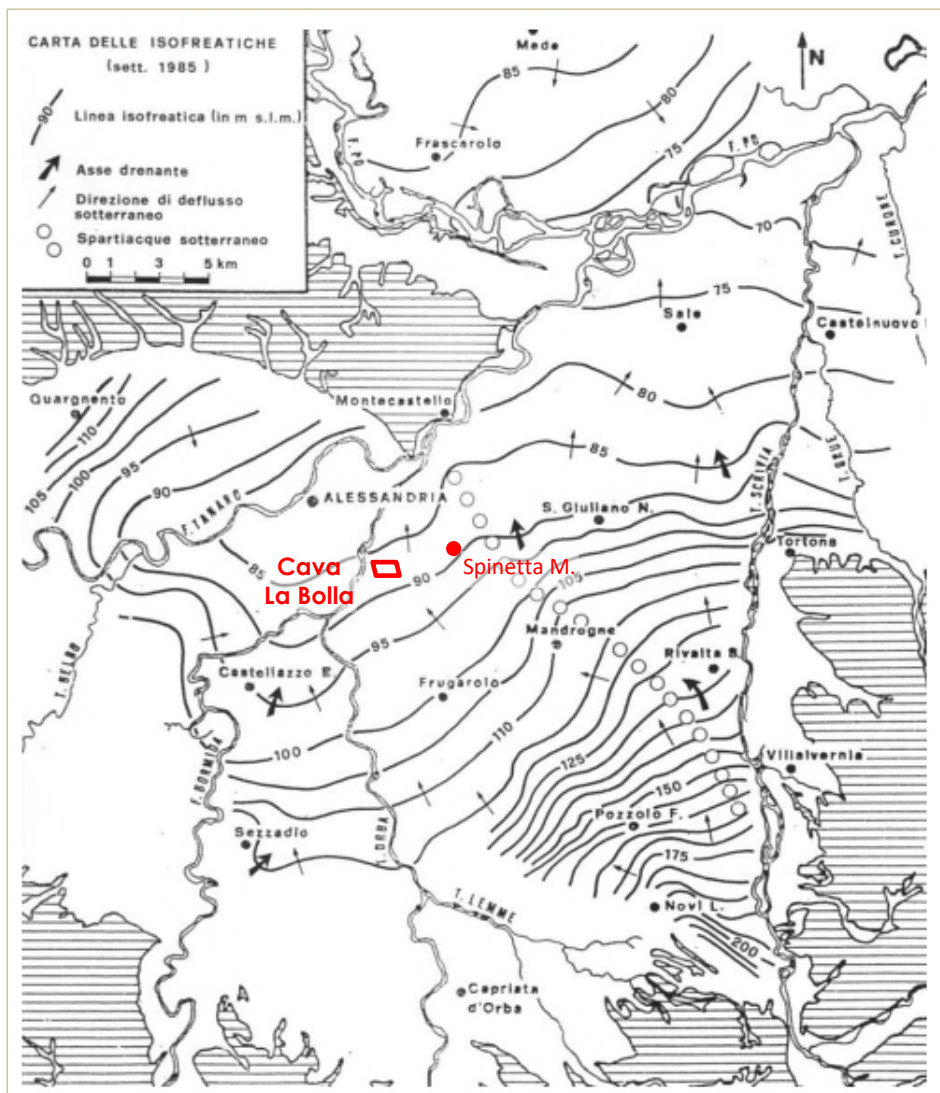 CARTA DELLE ISOFREATICHE
(sett. 1985)
90
Linea isofreatica (in m s.l.m.)
Asse drenante
Direzione di deflusso
sotterraneo
Spartiacque sotterraneo
0 1 3 5 km
Mede
85
N
80
Frascarolo
F. PO
75
F. PO
T. CURONE
70
75
Sale
Castelnuovo
Quargnento
Montecastello
80
110
105
100
95
90
85
T. SCRIVIA
T. GRUE
ALESSANDRIA
F. TANARO
S. Giuliano N.
Tortona
85
Cava
La Bolla
90
Spinetta M.
105
95
Mandrogne
Rivalta S.
T. BELBO
Castellazzo B.
Frugarolo
110
100
125
Villalvernia
F. BORMIDA
150
Pozzolo F.
Sezzadio
T. ORBA
175
T. LEMME
Novi L.
200
Capriata
d'Orba